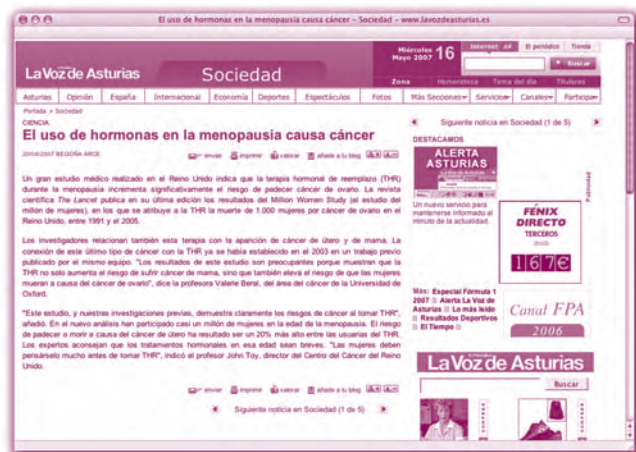 El uso de hormonas en la menopausia causa cáncer - Sociedad - www.lavozdeasturias.es
Miércoles
Mayo 2007 16
Internet
El periódico
Tienda
Buscar
La Voz de Asturias
Sociedad
Zona
Hemeroteca
Tema del día
Titulares
Asturias
Opinión
España
Internacional
Economía
Deportes
Espectáculos
Fotos
Más Secciones
Servicios
Canales
Participa
Portada > Sociedad
CIENCIA.
El uso de hormonas en la menopausia causa cáncer
BEGOÑA ARCE
enviar
imprimir
valorar
añade a tu blog
Un gran estudio médico realizado en el Reino Unido indica que la terapia hormonal de reemplazo (THR)
durante la menopausia incrementa significativamente el riesgo de padecer cáncer de ovario. La revista
científica The Lancet publica en su última edición los resultados del Million Women Study (el estudio del
millón de mujeres), en los que se atribuye a la THR la muerte de 1.000 mujeres por cáncer de ovario en el
Reino Unido, entre 1991 y el 2005.
Los investigadores relacionan también esta terapia con la aparición de cáncer de útero y de mama. La
conexión de este último tipo de cáncer con la THR ya se había establecido en el 2003 en un trabajo previo
publicado por el mismo equipo. "Los resultados de este estudio son preocupantes porque muestran que la
THR no solo aumenta el riesgo de sufrir cáncer de mama, sino que también eleva el riesgo de que las mujeres
mueran a causa del cáncer de ovario", dice la profesora Valerie Beral, del área del cáncer de la Universidad de
Oxford.
"Este estudio, y nuestras investigaciones previas, demuestra claramente los riesgos de cáncer al tomar THR",
añadió. En el nuevo análisis han participado casi un millón de mujeres en la edad de la menopausia. El riesgo
de padecer o morir a causa del cáncer de útero ha resultado ser un 20% más alto entre las usuarias del THR.
Los expertos aconsejan que los tratamientos hormonales en esa edad sean breves. "Las mujeres deben
pensárselo mucho antes de tomar THR", indicó el profesor John Toy, director del Centro del Cáncer del Reino
Unido.
enviar
imprimir
valorar
añade a tu blog
Siguiente noticia en Sociedad (1 de 5)
Siguiente noticia en Sociedad (1 de 5)
DESTACAMOS
ALERTA
ASTURIAS
Un nuevo servicio para
mantenerse informado al
minuto de la actualidad.
Publicidad
FÉNIX
DIRECTO
TERCEROS
desde
167€
Más: Especial Fórmula 1
2007 Alerta La Voz de
Asturias Lo más leído
Resultados Deportivos
El Tiempo
Canal FPA
2006
La Voz de Asturias
Buscar